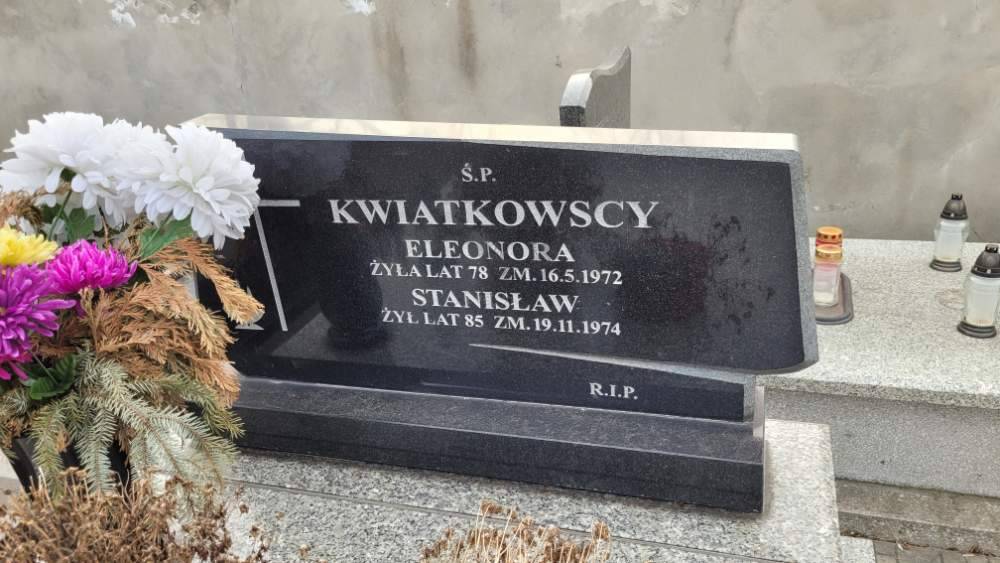 Ś.P.
KWIATKOWSCY
ELEONORA
ŻYŁA LAT 78 ZM. 16.5.1972
STANISŁAW
ŻYŁ LAT 85 ZM. 19.11.1974
R.I.P.